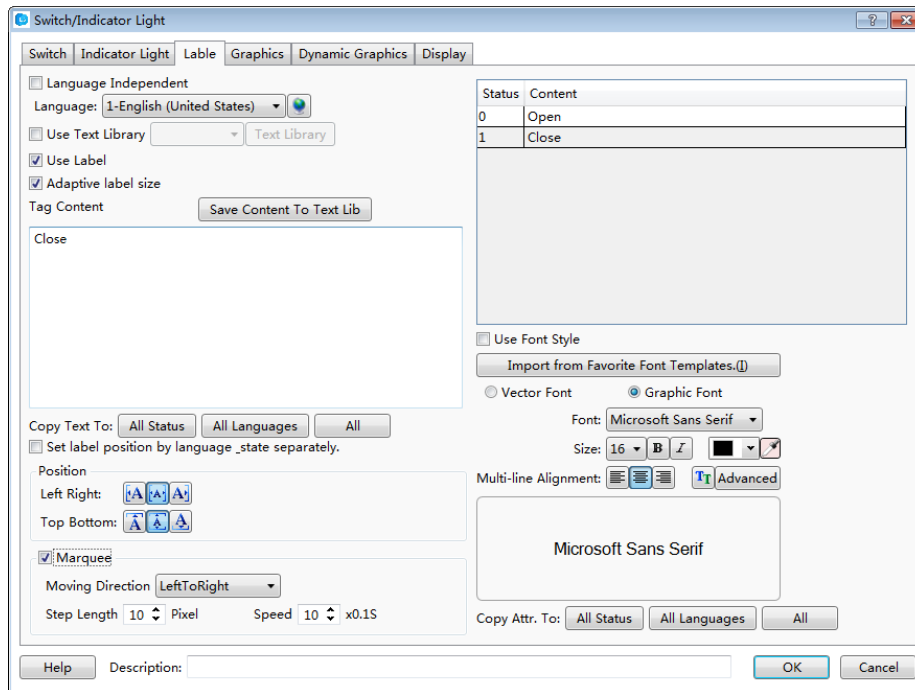 Switch/Indicator Light
Switch Indicator Light Lable Graphics Dynamic Graphics Display
Language Independent
Language: 1-English (United States)
Use Text Library Text Library
Use Label
Adaptive label size
Tag Content Save Content To Text Lib
Close
Copy Text To: All Status All Languages All
Set label position by language _state separately.
Position
Left Right: A A A
Top Bottom: A A A
Marquee
Moving Direction LeftToRight
Step Length 10 Pixel Speed 10 x0.1S
Status Content
0 Open
1 Close
Use Font Style
Import from Favorite Font Templates.(I)
Vector Font Graphic Font
Font: Microsoft Sans Serif
Size: 16 B I
Multi-line Alignment: TT Advanced
Microsoft Sans Serif
Copy Attr. To: All Status All Languages All
Help Description: OK Cancel